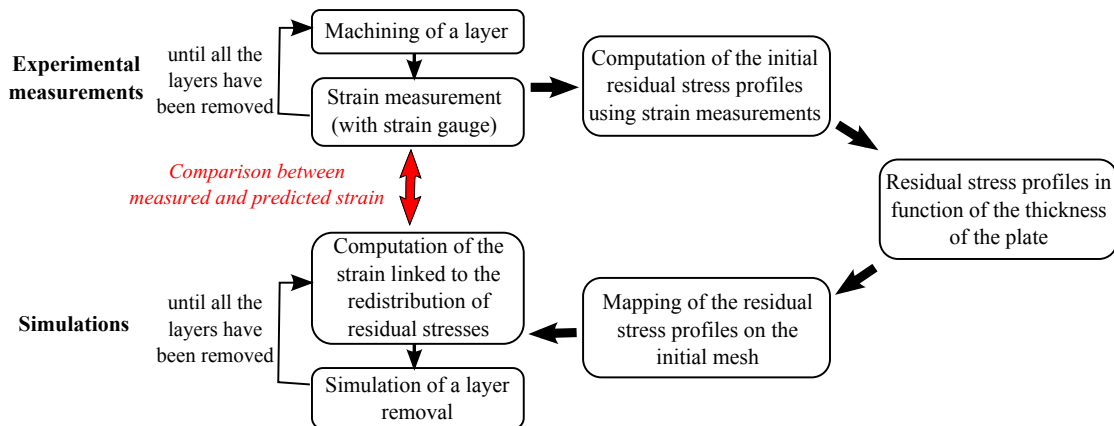 Experimental
measurements
until all the
layers have
been removed
Machining of a layer
Strain measurement
(with strain gauge)
Computation of the initial
residual stress profiles
using strain measurements
Residual stress profiles in
function of the thickness
of the plate
Comparison between
measured and predicted strain
Simulations
until all the
layers have
been removed
Computation of the
strain linked to the
redistribution of
residual stresses
Simulation of a layer
removal
Mapping of the residual
stress profiles on the
initial mesh